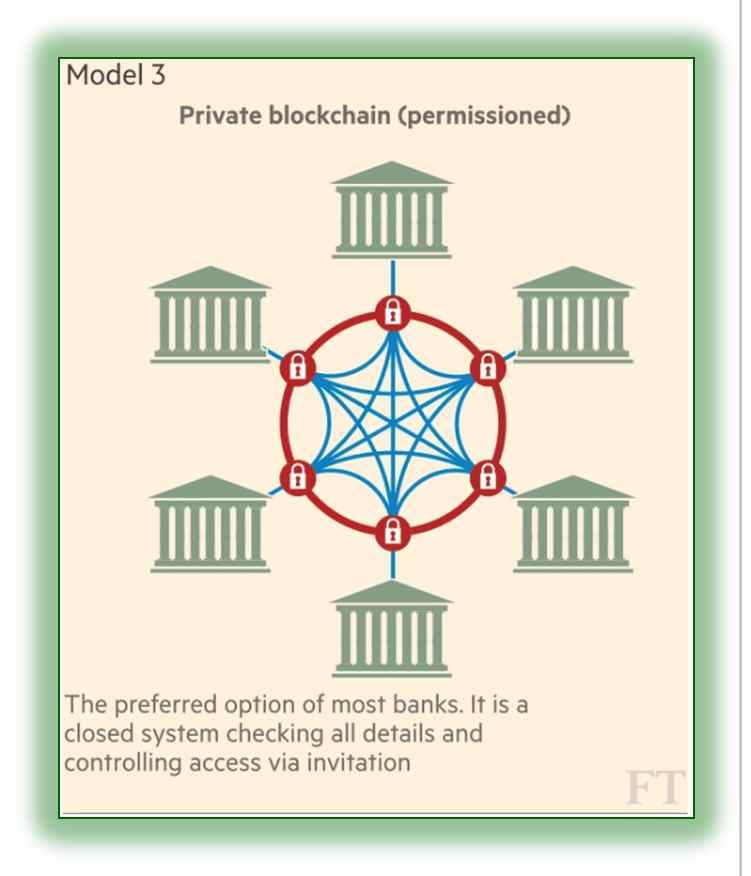 Model 3
Private blockchain (permissioned)
The preferred option of most banks. It is a
closed system checking all details and
controlling access via invitation
FT